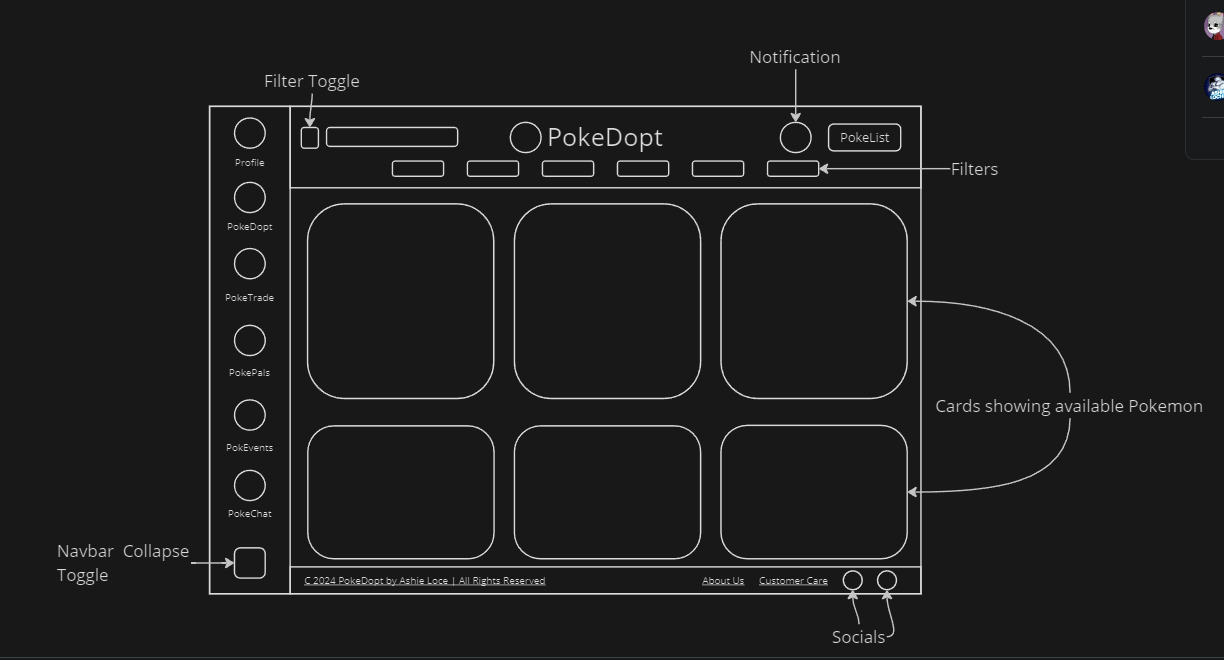 Notification
Filter Toggle
PokeDopt
PokeList
Profile
Filters
PokeDopt
PokeTrade
PokePals
Cards showing available Pokemon
PokEvents
PokeChat
Navbar Collapse
Toggle
C 2024 PokeDopt by Ashie Loce | All Rights Reserved
About Us
Customer Care
Socials